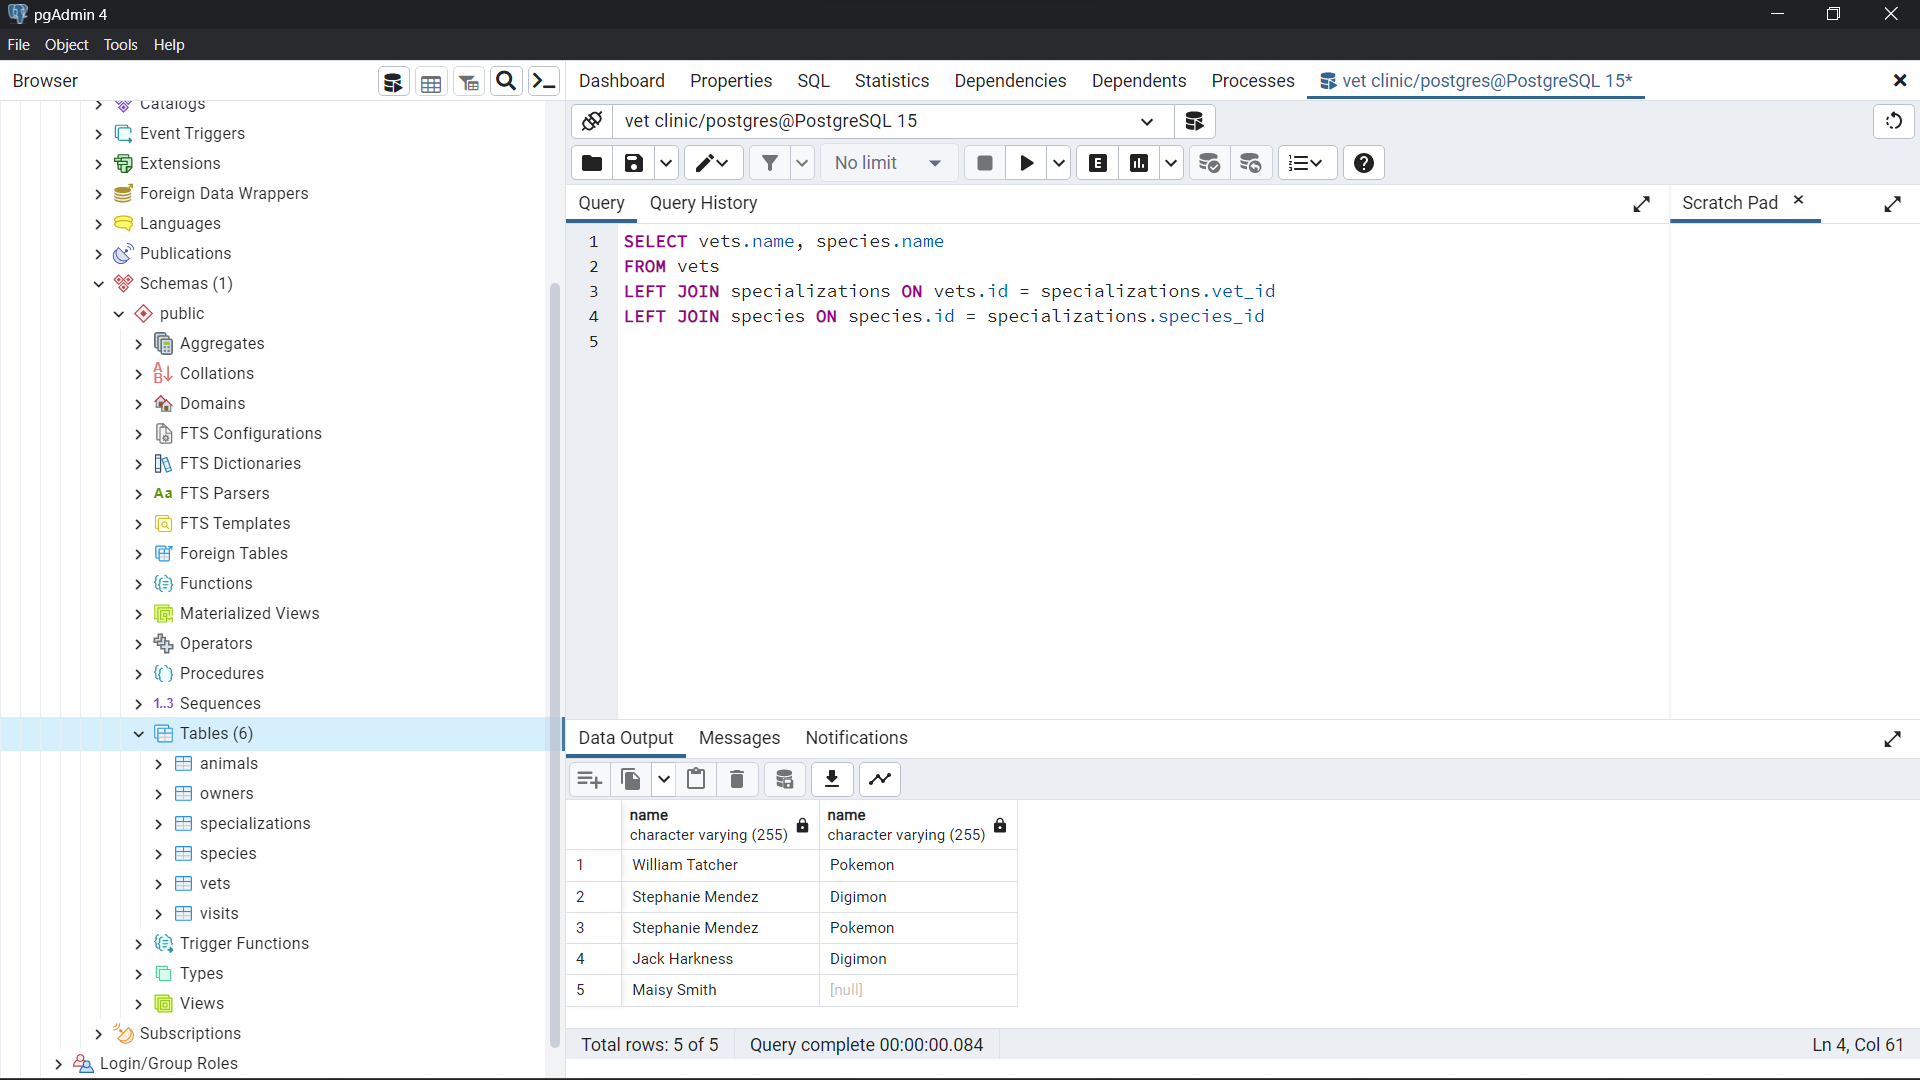 pgAdmin 4
File Object Tools Help
Browser
Dashboard Properties SQL Statistics Dependencies Dependents Processes vet clinic/postgres@PostgreSQL 15*
vet clinic/postgres@PostgreSQL 15
No limit
E
Query Query History
Scratch Pad
Catalogs
Event Triggers
Extensions
Foreign Data Wrappers
Languages
Publications
Schemas (1)
public
Aggregates
Collations
Domains
FTS Configurations
FTS Dictionaries
Aa FTS Parsers
FTS Templates
Foreign Tables
Functions
Materialized Views
Operators
Procedures
1..3 Sequences
Tables (6)
animals
owners
specializations
species
vets
visits
Trigger Functions
Types
Views
Subscriptions
Login/Group Roles
1 SELECT vets.name, species.name
2 FROM vets
3 LEFT JOIN specializations ON vets.id = specializations.vet_id
4 LEFT JOIN species ON species.id = specializations.species_id
5
Data Output Messages Notifications
name name
character varying (255) character varying (255)
1 William Tatcher Pokemon
2 Stephanie Mendez Digimon
3 Stephanie Mendez Pokemon
4 Jack Harkness Digimon
5 Maisy Smith [null]
Total rows: 5 of 5 Query complete 00:00:00.084 Ln 4, Col 61